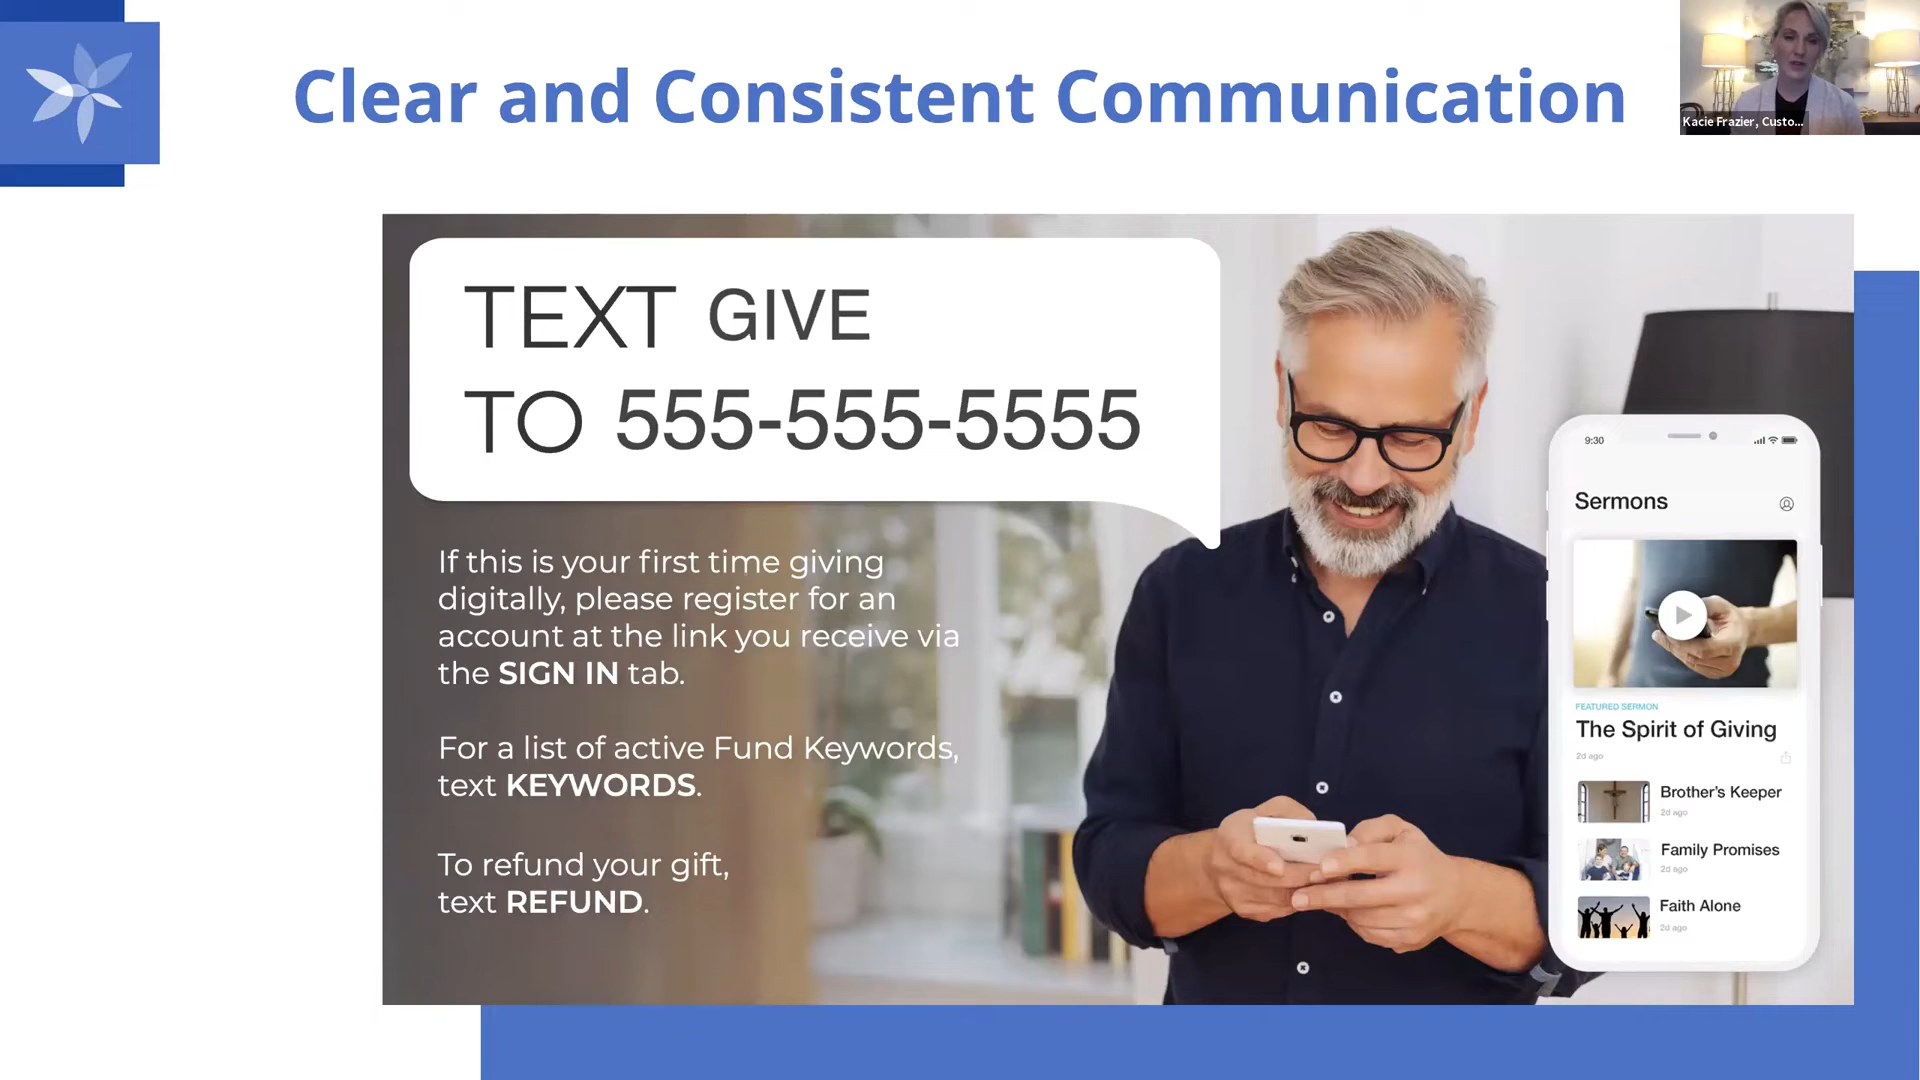 Clear and Consistent Communication
Kacie Frazier, Custo...
TEXT GIVE
TO 555-555-5555
If this is your first time giving
digitally, please register for an
account at the link you receive via
the SIGN IN tab.
For a list of active Fund Keywords,
text KEYWORDS.
To refund your gift,
text REFUND.
9:30
Sermons
FEATURED SERMON
The Spirit of Giving
2d ago
Brother’s Keeper
2d ago
Family Promises
2d ago
Faith Alone
2d ago